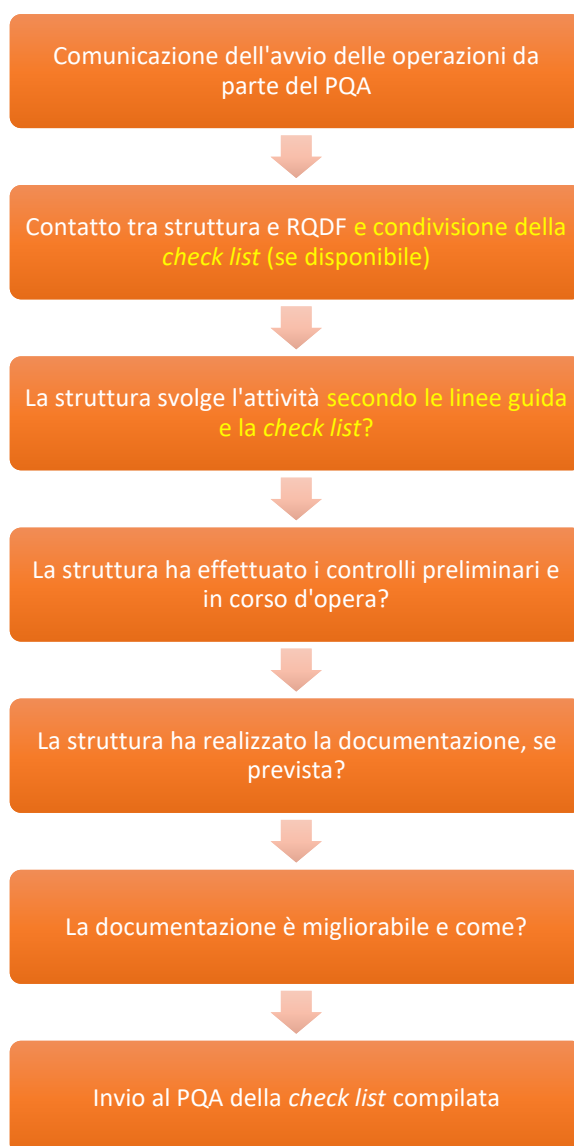 Comunicazione dell'avvio delle operazioni da
parte del PQA
Contatto tra struttura e RQDF e condivisione della
check list (se disponibile)
La struttura svolge l'attività secondo le linee guida
e la check list?
La struttura ha effettuato i controlli preliminari e
in corso d'opera?
La struttura ha realizzato la documentazione, se
prevista?
La documentazione è migliorabile e come?
Invio al PQA della check list compilata